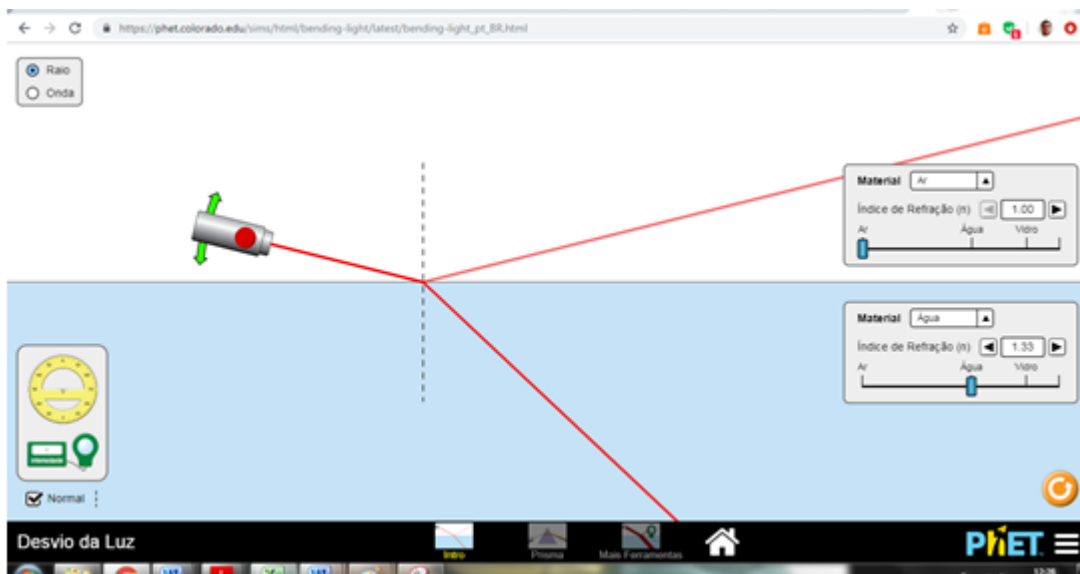 https://phet.colorado.edu/sims/html/bending-light/latest/bending-light_pt_BR.html
Raio
Onda
Material Ar
Índice de Refração (n) 1.00
Ar Água Vidro
Material Água
Índice de Refração (n) 1.33
Ar Água Vidro
Normal
Desvio da Luz
Intro
Prisma
Mais Ferramentas
PhET